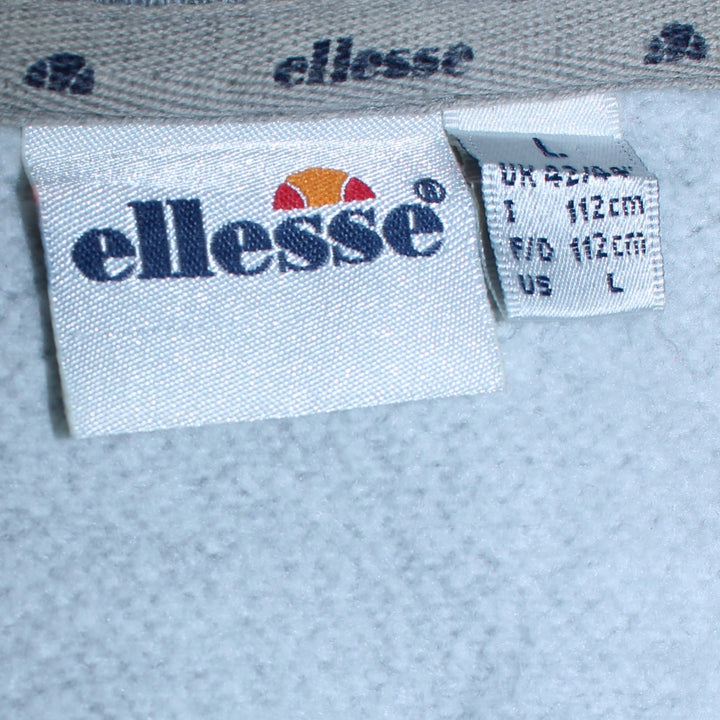 ellesse
ellesse®
L.
UK 42/44"
I 112cm
F/D 112cm
US L